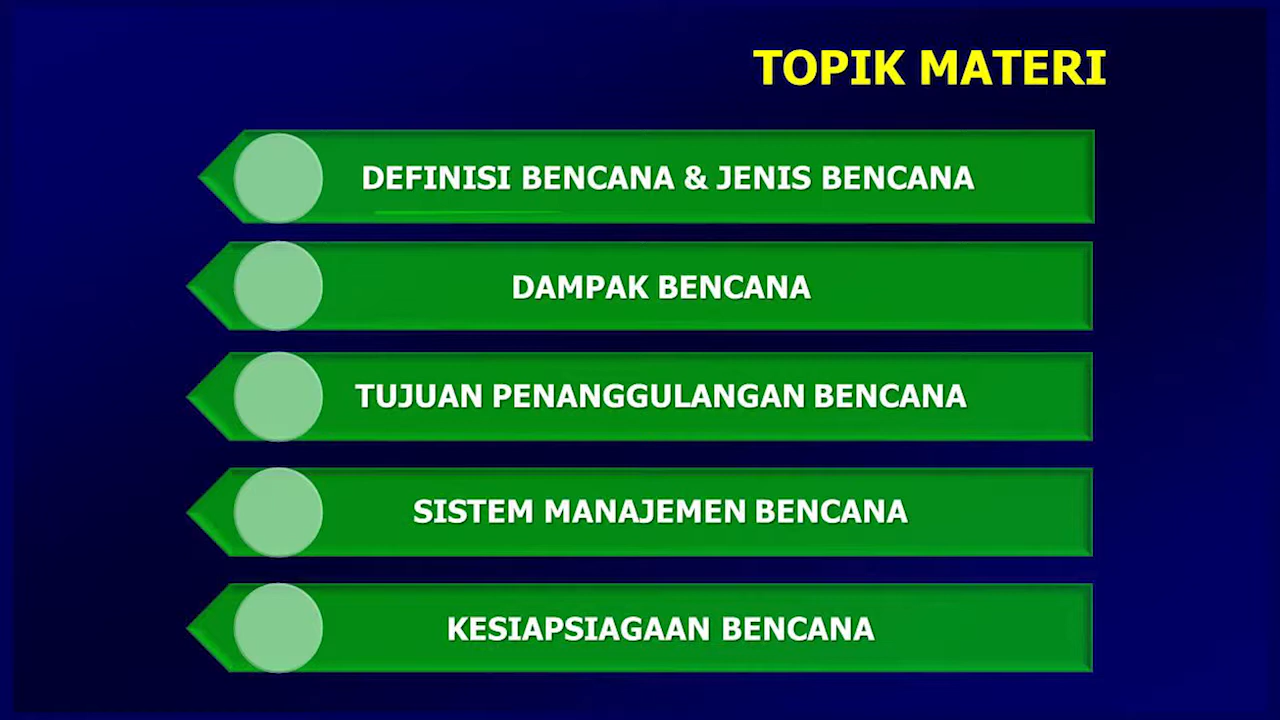 TOPIK MATERI
DEFINISI BENCANA & JENIS BENCANA
DAMPAK BENCANA
TUJUAN PENANGGULANGAN BENCANA
SISTEM MANAJEMEN BENCANA
KESIAPSIAGAAN BENCANA